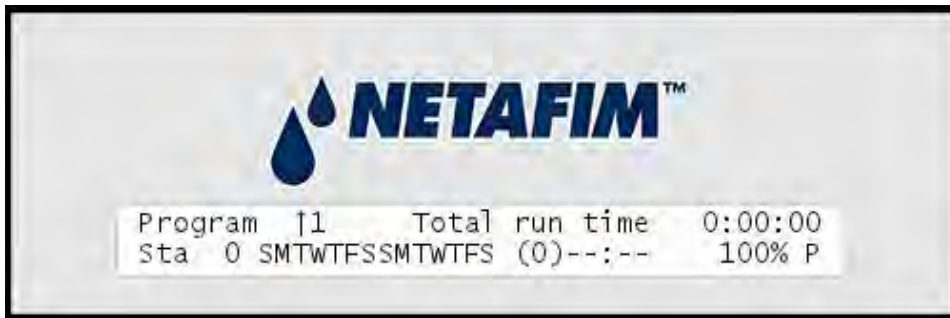 NETAFIM™
Program ↑1 Total run time 0:00:00
Sta 0 SMTWTFSSMTWTFS (0)--:-- 100% P